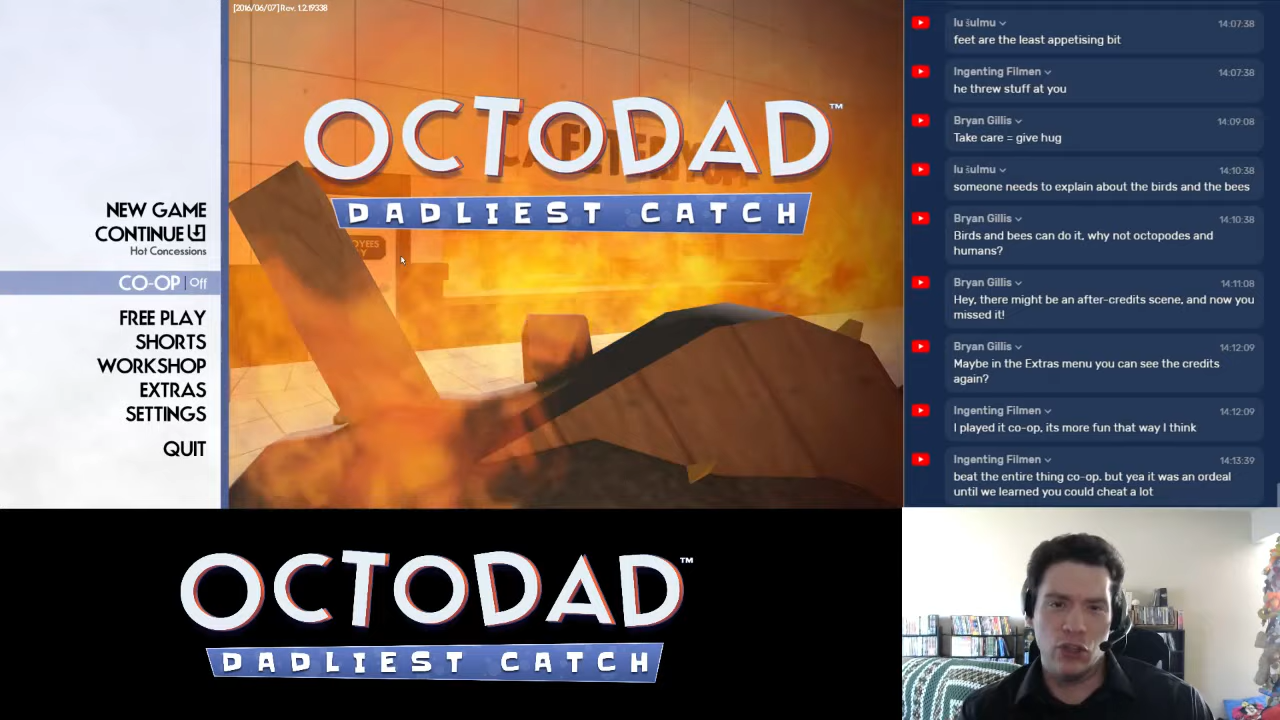 [2016/06/07] Rev. 1.2.19338
OCTODAD™
DADLIEST CATCH
NEW GAME
CONTINUE
Hot Concessions
CO-OP | Off
FREE PLAY
SHORTS
WORKSHOP
EXTRAS
SETTINGS
QUIT
lu šulmu 14:07:38
feet are the least appetising bit
Ingenting Filmen 14:07:38
he threw stuff at you
Bryan Gillis 14:09:08
Take care = give hug
lu šulmu 14:10:38
someone needs to explain about the birds and the bees
Bryan Gillis 14:10:38
Birds and bees can do it, why not octopodes and
humans?
Bryan Gillis 14:11:08
Hey, there might be an after-credits scene, and now you
missed it!
Bryan Gillis 14:12:09
Maybe in the Extras menu you can see the credits
again?
Ingenting Filmen 14:12:09
I played it co-op, its more fun that way I think
Ingenting Filmen 14:13:39
beat the entire thing co-op. but yea it was an ordeal
until we learned you could cheat a lot
OCTODAD™
DADLIEST CATCH